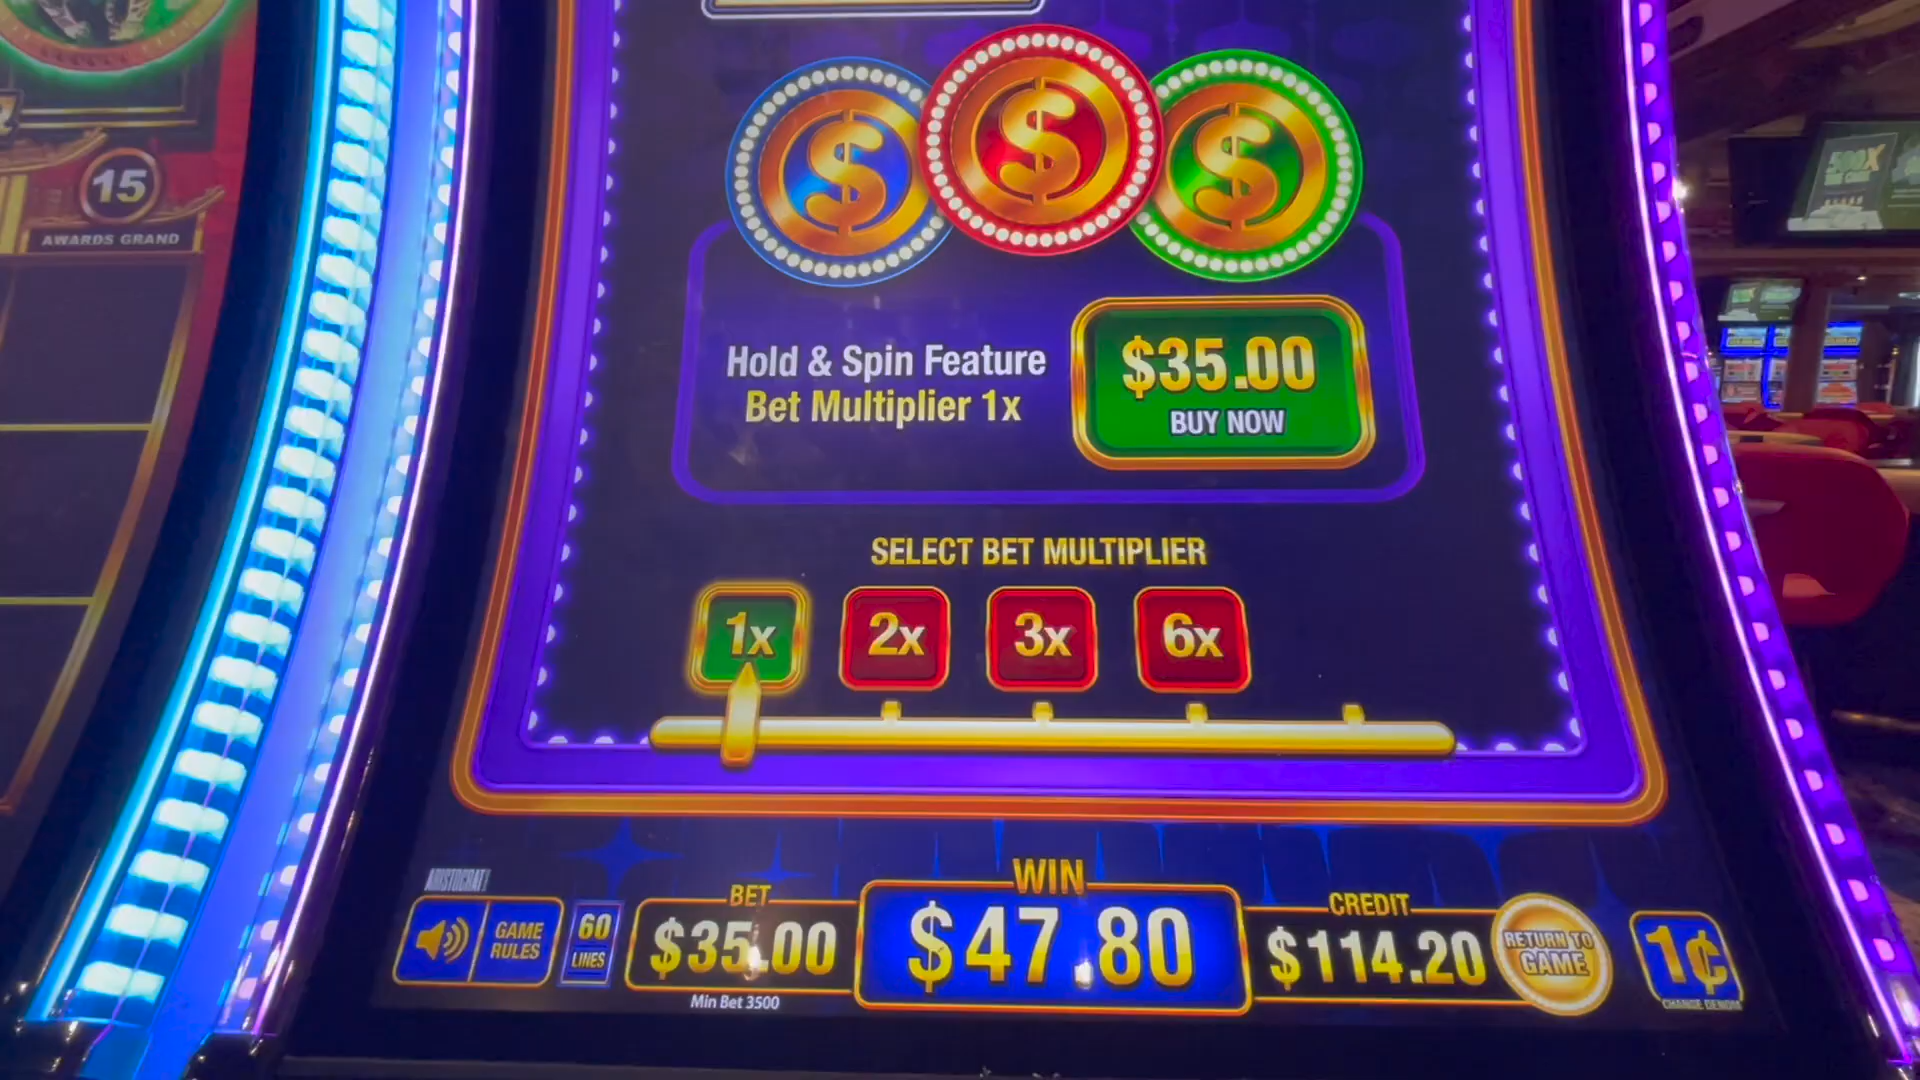 15
AWARDS GRAND
500X
Hold & Spin Feature
Bet Multiplier 1x
$35.00
BUY NOW
SELECT BET MULTIPLIER
1x
2x
3x
6x
ARISTOCRAT
GAME
RULES
60
LINES
BET
$35.00
Min Bet 3500
WIN
$47.80
CREDIT
$114.20
RETURN TO
GAME
1¢
CHANGE DENOM